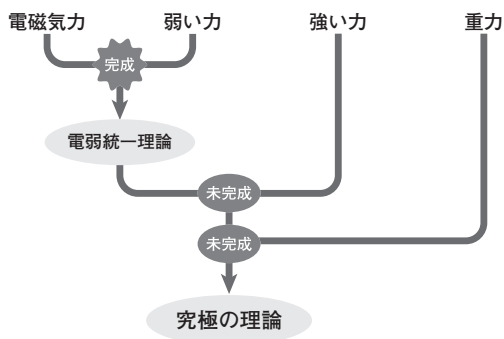 電磁気力
弱い力
強い力
重力
完成
電弱統一理論
未完成
未完成
究極の理論